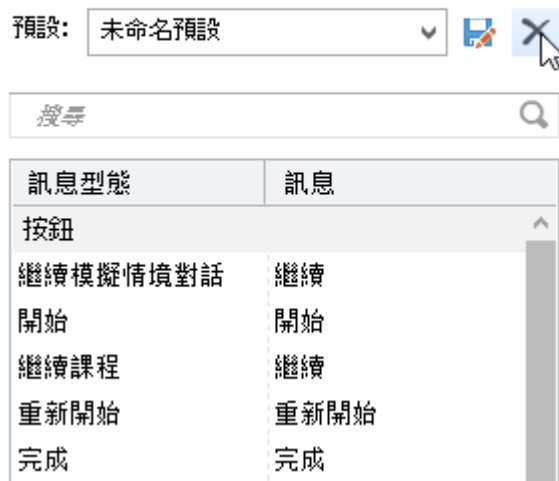 預設: 未命名預設
搜尋
訊息型態 訊息
按鈕
繼續模擬情境對話 繼續
開始 開始
繼續課程 繼續
重新開始 重新開始
完成 完成